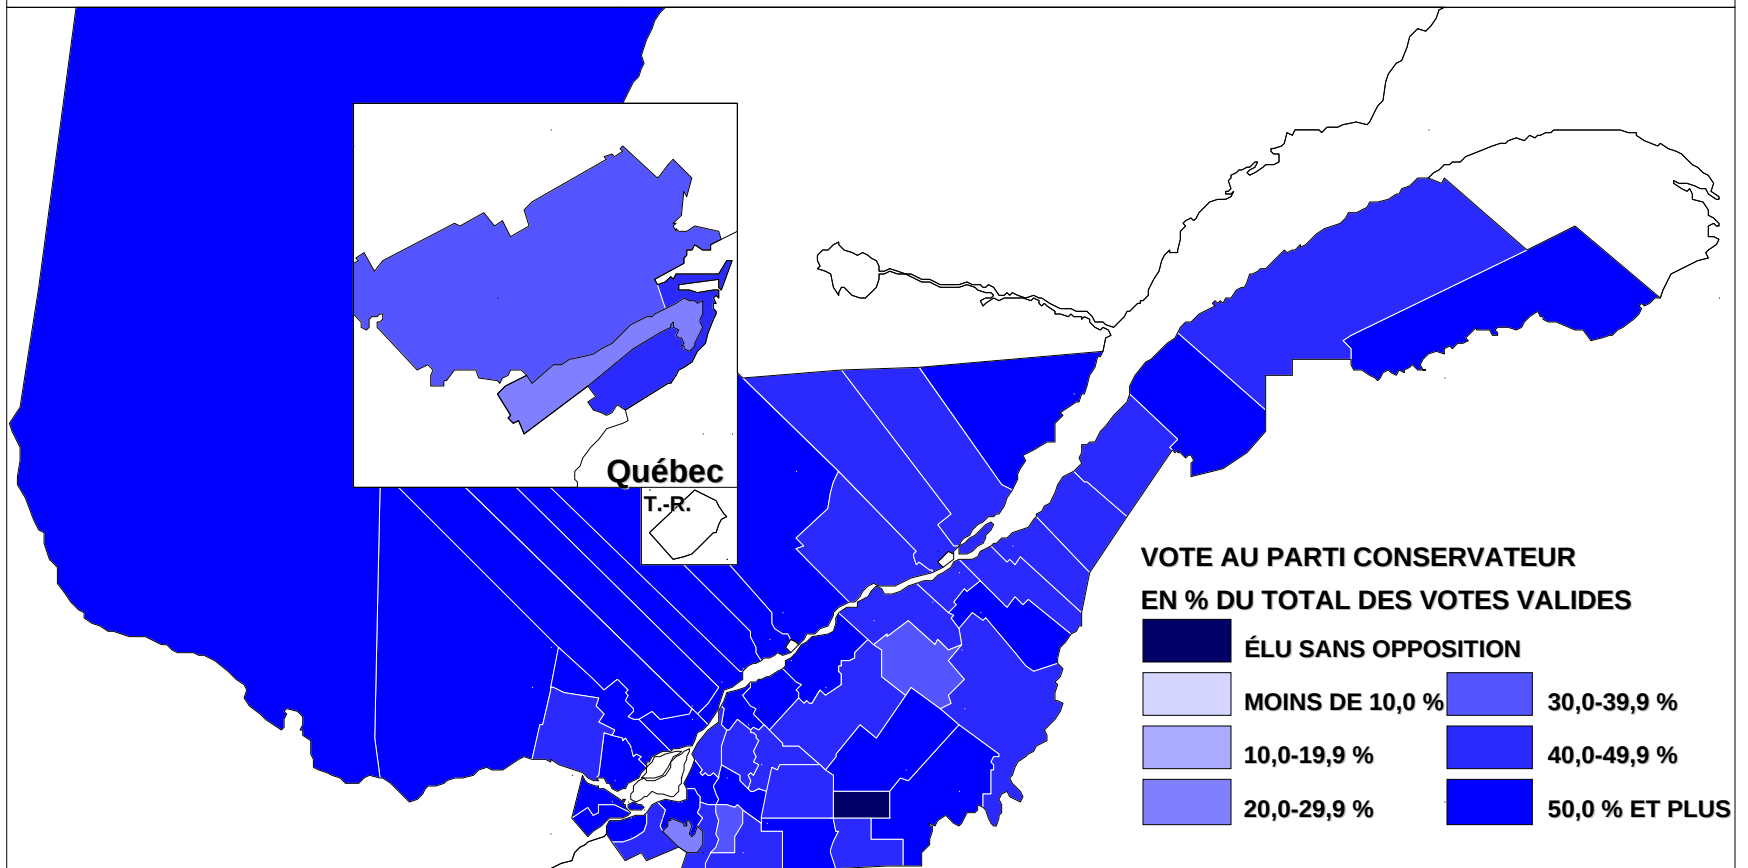 Québec
T.-R.
VOTE AU PARTI CONSERVATEUR
EN % DU TOTAL DES VOTES VALIDES
ÉLU SANS OPPOSITION
MOINS DE 10,0 %
30,0-39,9 %
10,0-19,9 %
40,0-49,9 %
20,0-29,9 %
50,0 % ET PLUS